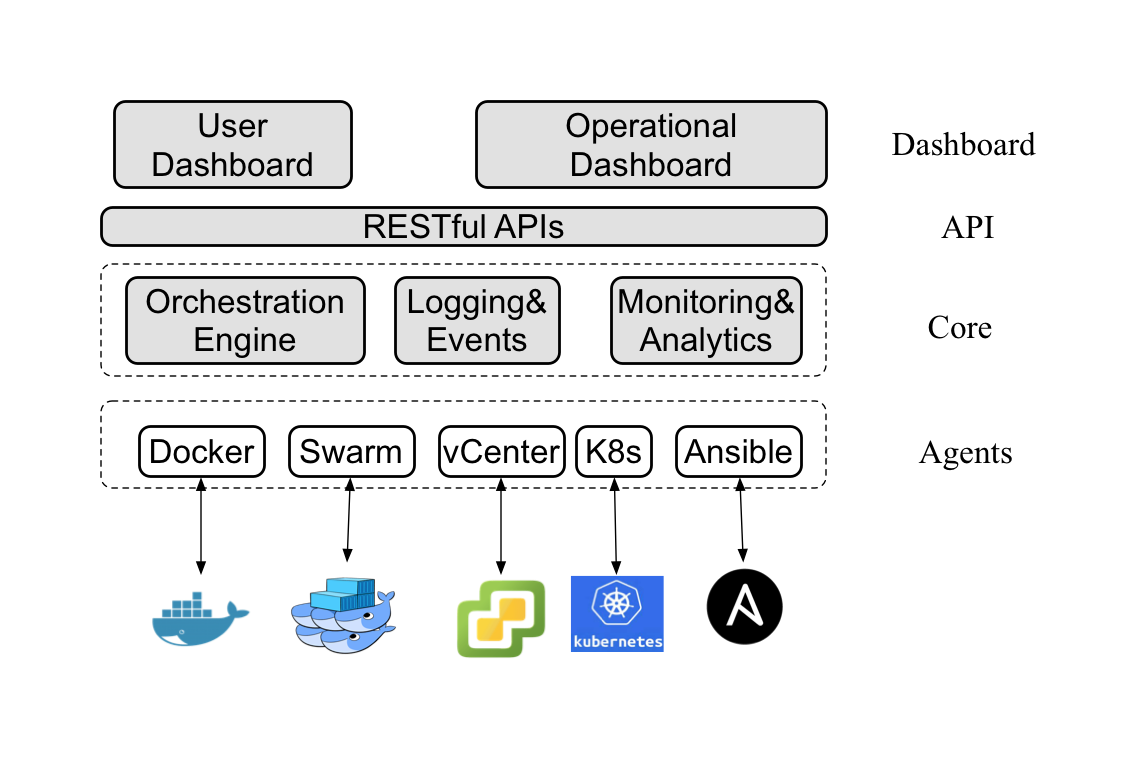 User
Dashboard
Operational
Dashboard
Dashboard
RESTful APIs
API
Orchestration
Engine
Logging&
Events
Monitoring&
Analytics
Core
Docker
Swarm
vCenter
K8s
Ansible
Agents
kubernetes